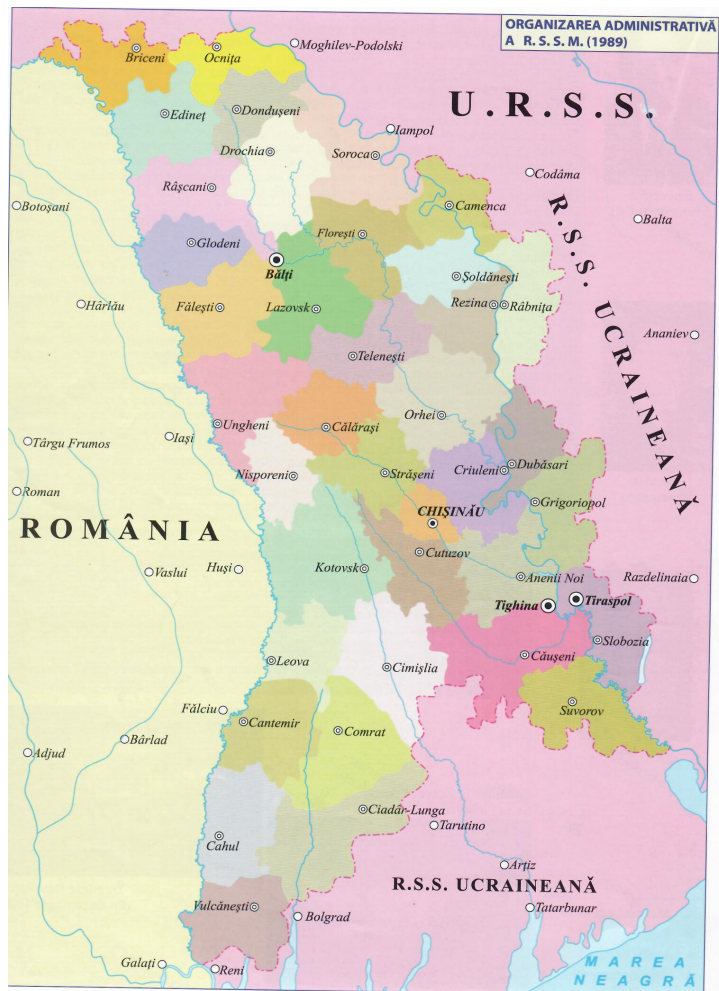 ORGANIZAREA ADMINISTRATIVĂ
A R. S. S. M. (1989)
Moghilev-Podolski
Briceni
Ocnița
U.R.S.S.
Edineț
Dondușeni
Iampol
Drochia
Soroca
Codâma
Râșcani
Botoșani
Camenca
Balta
Florești
Glodeni
R.S.S. UCRAINEANĂ
Bălți
Șoldănești
Hârlău
Fălești
Lazovsk
Rezina
Râbnița
Ananiev
Telenești
Orhei
Ungheni
Călărași
Iași
Târgu Frumos
Dubăsari
Criuleni
Nisporeni
Strășeni
Roman
Grigoriopol
CHIȘINĂU
ROMÂNIA
Cutuzov
Huși
Vaslui
Kotovsk
Anenii Noi
Razdelinaia
Tighina
Tiraspol
Slobozia
Leova
Cimișlia
Căușeni
Fălciu
Suvorov
Cantemir
Comrat
Adjud
Bârlad
Ciadâr-Lunga
Tarutino
Cahul
Arțiz
R.S.S. UCRAINEANĂ
Vulcănești
Bolgrad
Tatarbunar
Galați
Reni
MAREA
NEAGRĂ